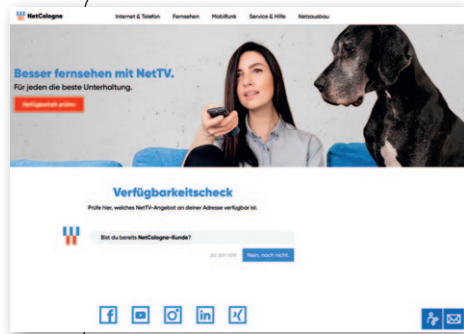 NetCologne
Internet & Telefon Fernsehen Mobilfunk Service & Hilfe Netzausbau
Besser fernsehen mit NetTV.
Für jeden die beste Unterhaltung.
Verfügbarkeit prüfen
Verfügbarkeitscheck
Prüfe hier, welches NetTV-Angebot an deiner Adresse verfügbar ist.
Bist du bereits NetCologne-Kunde?
Ja, bin ich! Nein, noch nicht.